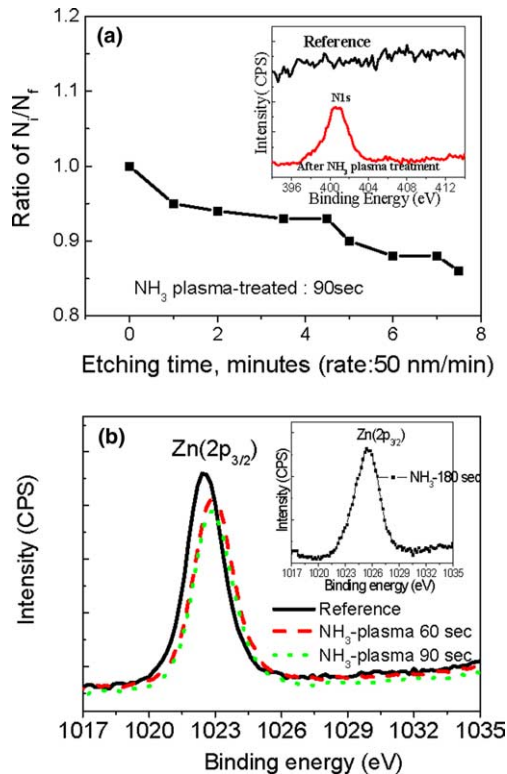 (a)
1.2
1.1
1.0
0.9
0.8
Ratio of N_i/N_f
Reference
N1s
After NH₃ plasma treatment
Intensity( CPS)
396 400 404 408 412
Binding Energy (eV)
NH₃ plasma-treated : 90sec
0 2 4 6 8
Etching time, minutes (rate:50 nm/min)
(b)
Zn(2p₃/₂)
Intensity (CPS)
Zn(2p₃/₂)
NH₃-180 sec
Intensity (CPS)
1017 1020 1023 1026 1029 1032 1035
Binding energy (eV)
Reference
NH₃-plasma 60 sec
NH₃-plasma 90 sec
1017 1020 1023 1026 1029 1032 1035
Binding energy (eV)